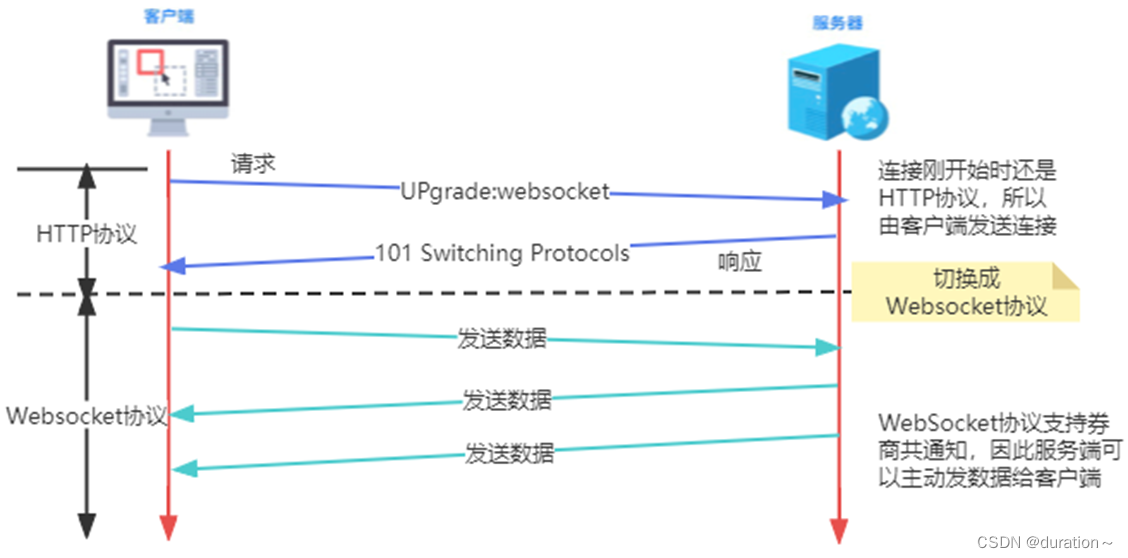 客户端
服务器
请求
UPgrade:websocket
连接刚开始时还是
HTTP协议，所以
由客户端发送连接
HTTP协议
101 Switching Protocols
响应
切换成
Websocket协议
发送数据
发送数据
Websocket协议
发送数据
WebSocket协议支持券
商共通知，因此服务端可
以主动发数据给客户端
CSDN @duration～